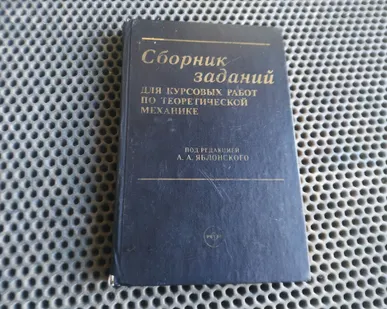 Сборник
заданий
ДЛЯ КУРСОВЫХ РАБОТ
ПО ТЕОРЕТИЧЕСКОЙ
МЕХАНИКЕ
ПОД РЕДАКЦИЕЙ
А. А. ЯБЛОНСКОГО